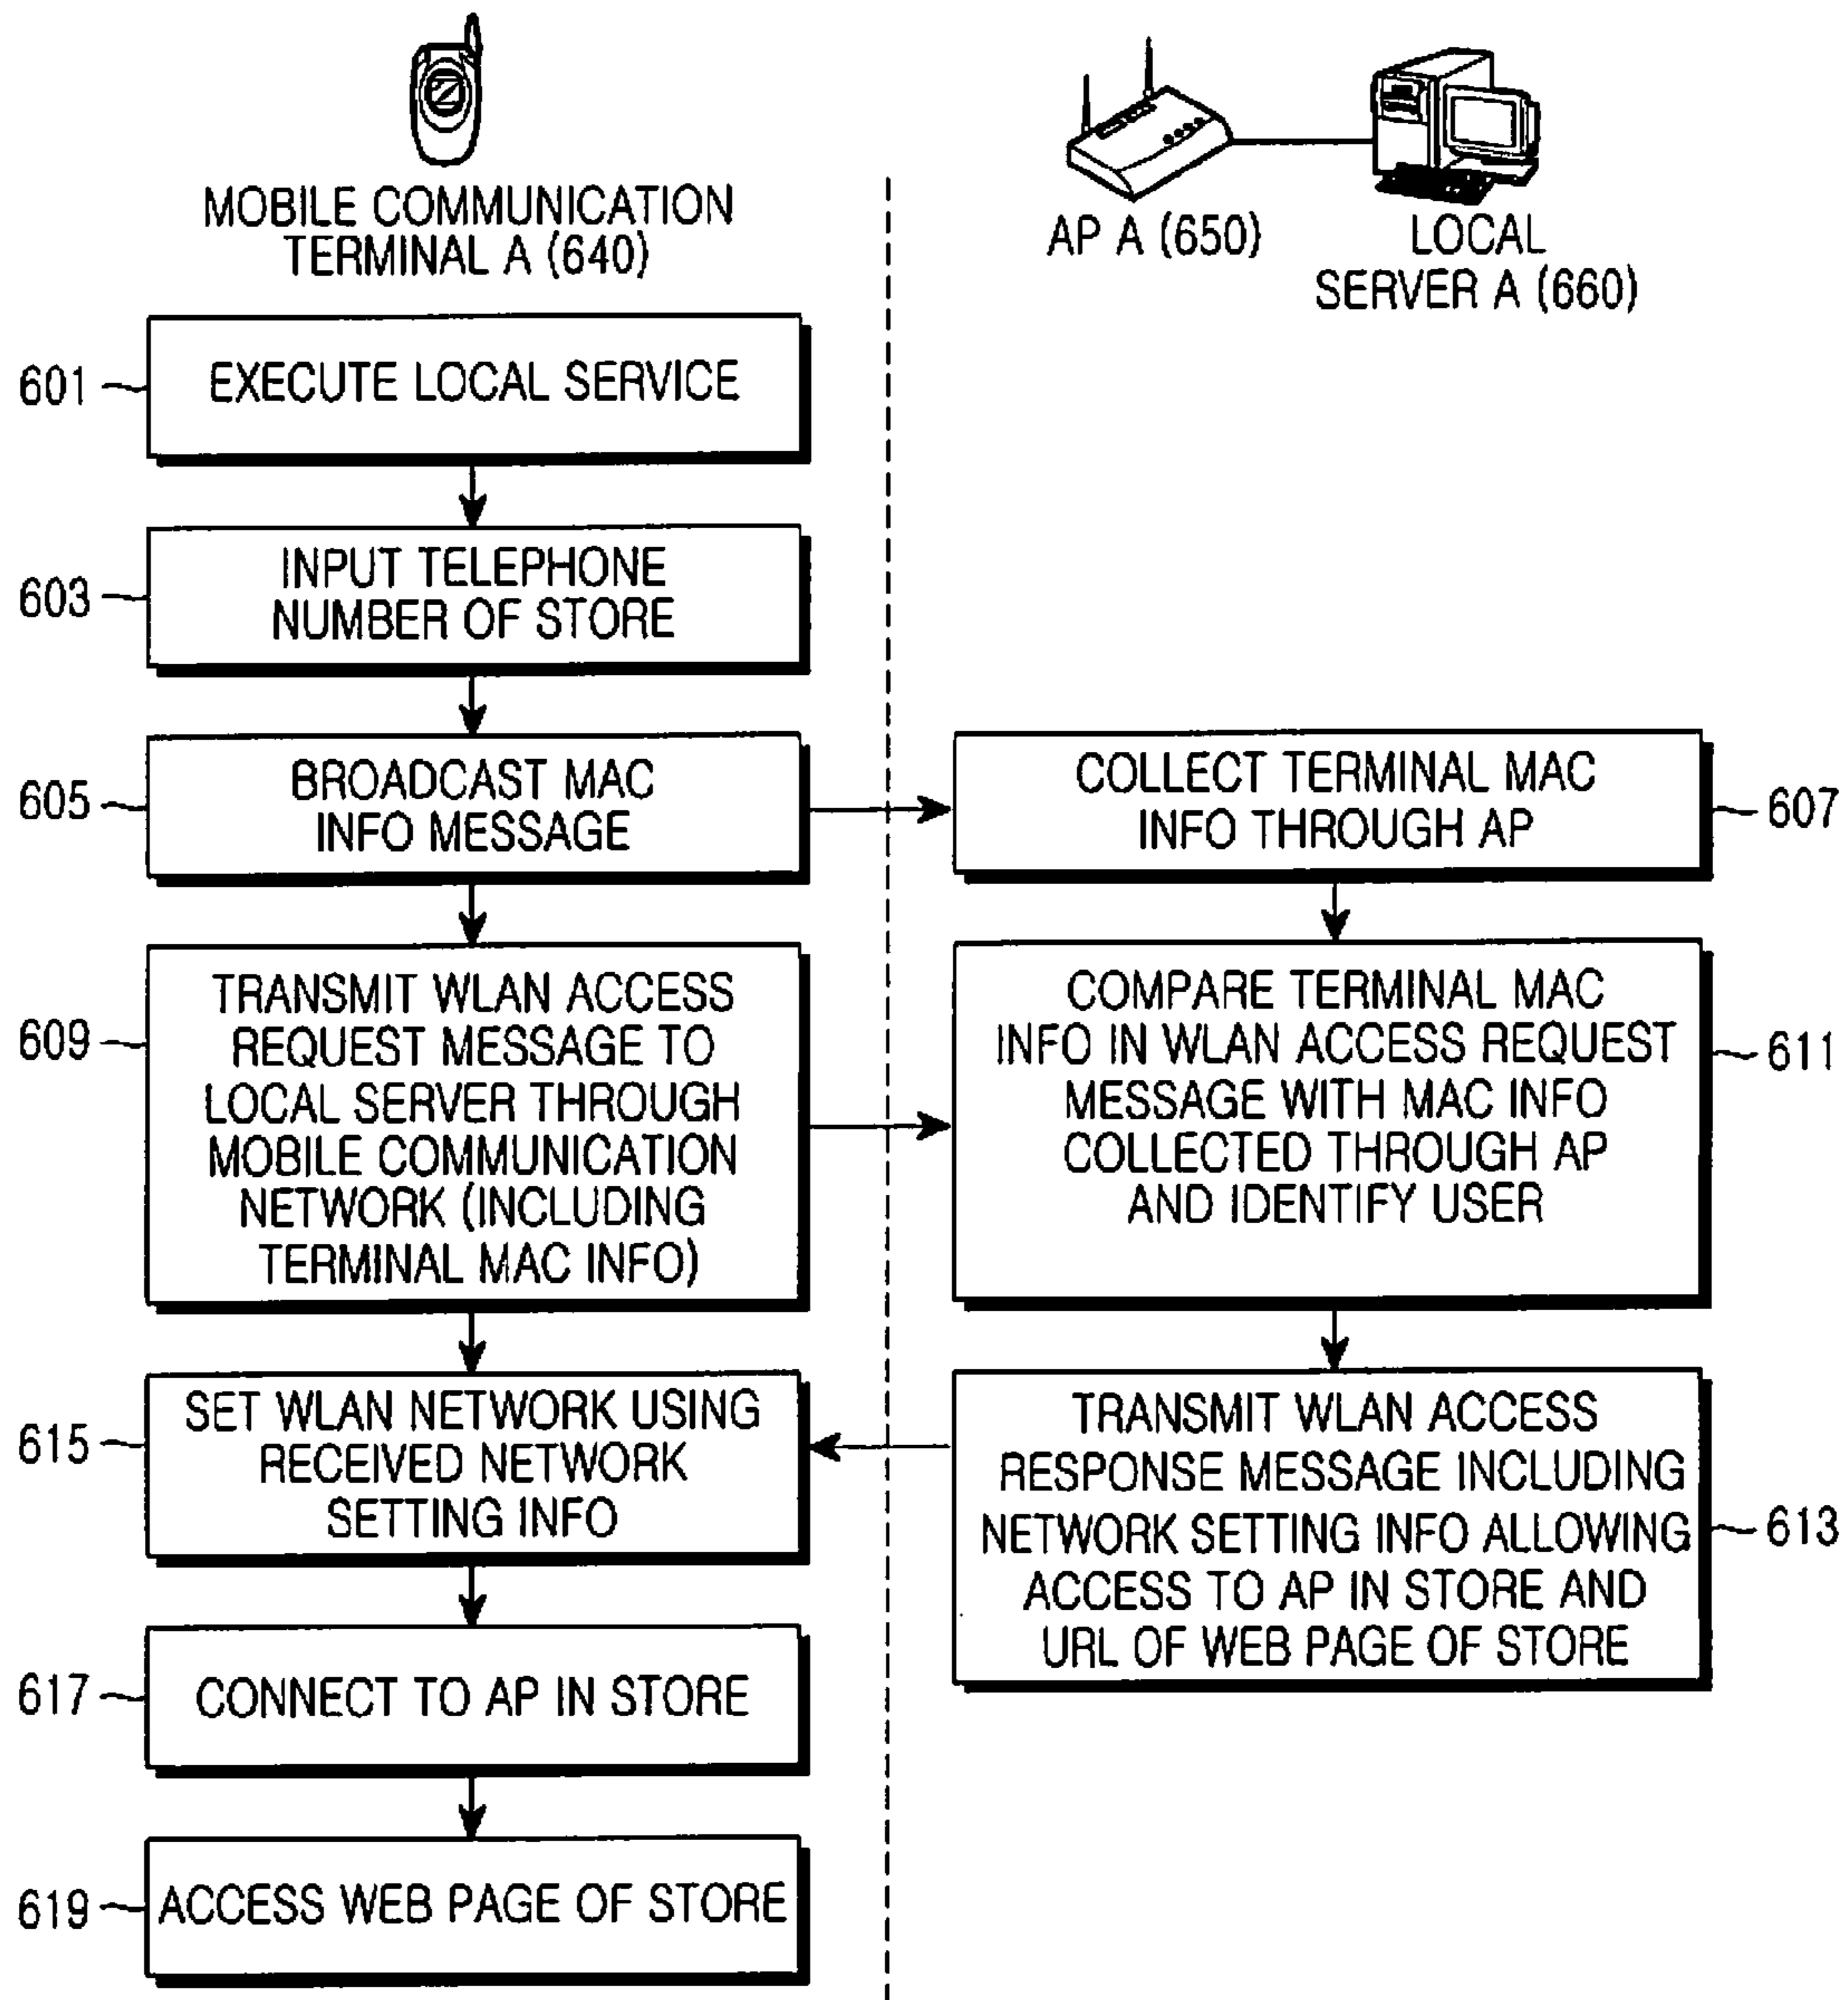 MOBILE COMMUNICATION
TERMINAL A (640)
AP A (650)
LOCAL
SERVER A (660)
601
EXECUTE LOCAL SERVICE
603
INPUT TELEPHONE
NUMBER OF STORE
605
BROADCAST MAC
INFO MESSAGE
COLLECT TERMINAL MAC
INFO THROUGH AP
607
609
TRANSMIT WLAN ACCESS
REQUEST MESSAGE TO
LOCAL SERVER THROUGH
MOBILE COMMUNICATION
NETWORK (INCLUDING
TERMINAL MAC INFO)
COMPARE TERMINAL MAC
INFO IN WLAN ACCESS REQUEST
MESSAGE WITH MAC INFO
COLLECTED THROUGH AP
AND IDENTIFY USER
611
615
SET WLAN NETWORK USING
RECEIVED NETWORK
SETTING INFO
TRANSMIT WLAN ACCESS
RESPONSE MESSAGE INCLUDING
NETWORK SETTING INFO ALLOWING
ACCESS TO AP IN STORE AND
URL OF WEB PAGE OF STORE
613
617
CONNECT TO AP IN STORE
619
ACCESS WEB PAGE OF STORE